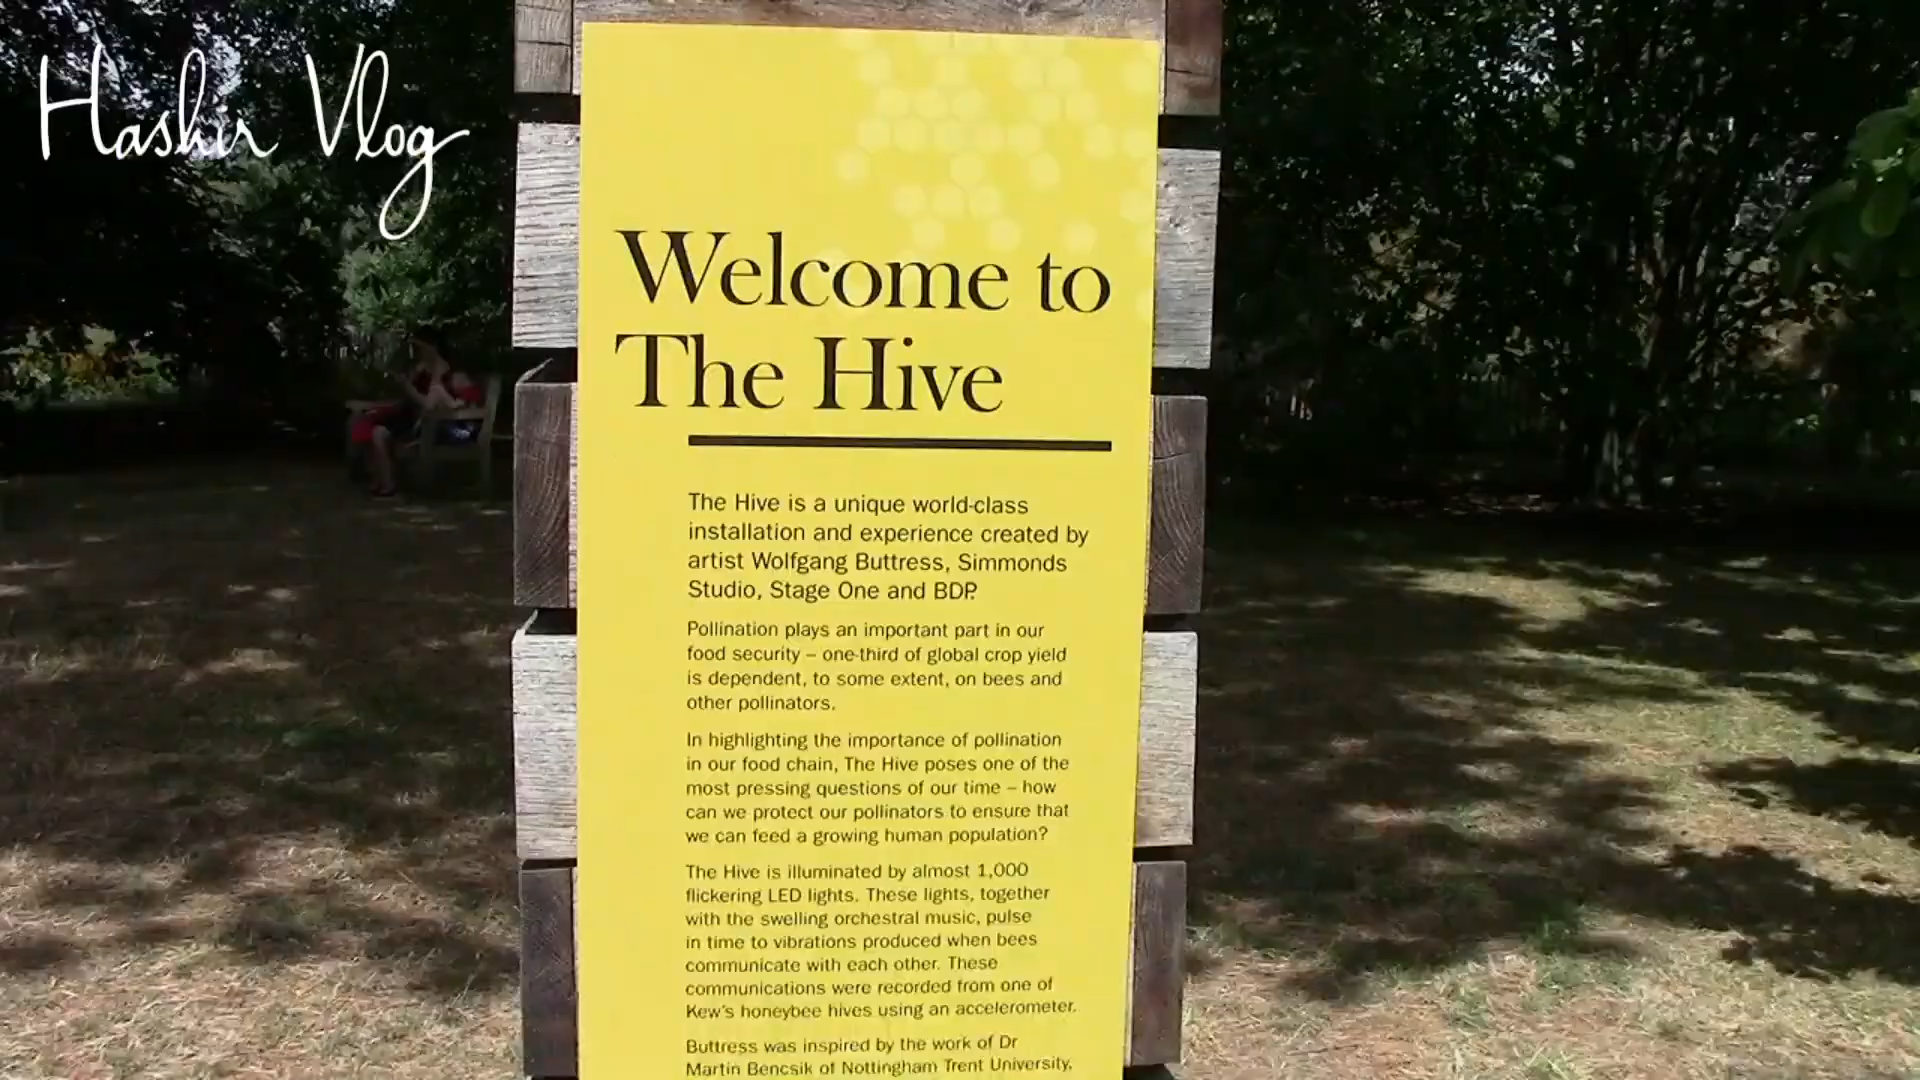 Hashir Vlog
Welcome to
The Hive
The Hive is a unique world-class
installation and experience created by
artist Wolfgang Buttress, Simmonds
Studio, Stage One and BDP.
Pollination plays an important part in our
food security – one-third of global crop yield
is dependent, to some extent, on bees and
other pollinators.
In highlighting the importance of pollination
in our food chain, The Hive poses one of the
most pressing questions of our time – how
can we protect our pollinators to ensure that
we can feed a growing human population?
The Hive is illuminated by almost 1,000
flickering LED lights. These lights, together
with the swelling orchestral music, pulse
in time to vibrations produced when bees
communicate with each other. These
communications were recorded from one of
Kew's honeybee hives using an accelerometer.
Buttress was inspired by the work of Dr
Martin Bencsik of Nottingham Trent University,